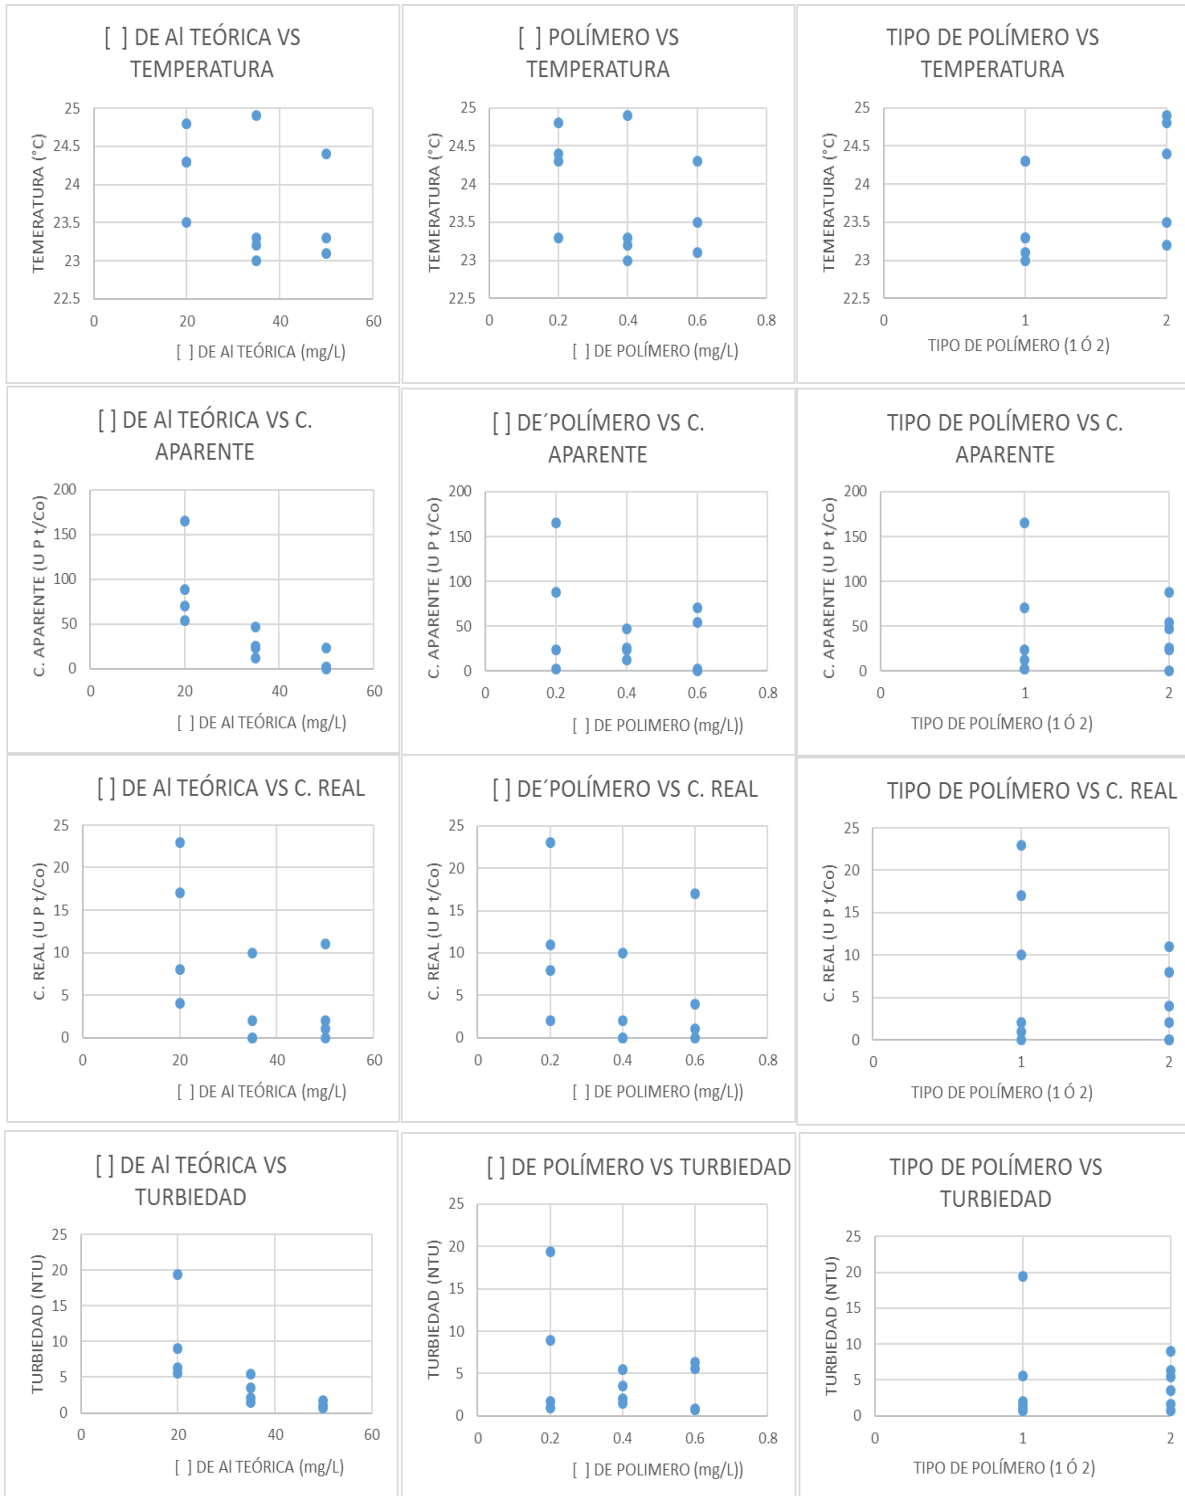 [ ] DE Al TEÓRICA VS
TEMPERATURA
25
24.5
24
23.5
23
22.5
0
20
40
60
TEMERATURA (°C)
[ ] DE Al TEÓRICA (mg/L)
[ ] POLÍMERO VS
TEMPERATURA
25
24.5
24
23.5
23
22.5
0
0.2
0.4
0.6
0.8
TEMERATURA (°C)
[ ] DE POLÍMERO (mg/L)
TIPO DE POLÍMERO VS
TEMPERATURA
25
24.5
24
23.5
23
22.5
0
1
2
TEMERATURA (°C)
TIPO DE POLÍMERO (1 Ó 2)
[ ] DE Al TEÓRICA VS C.
APARENTE
200
150
100
50
0
0
20
40
60
C. APARENTE (U P t/Co)
[ ] DE Al TEÓRICA (mg/L)
[ ] DE´POLÍMERO VS C.
APARENTE
200
150
100
50
0
0
0.2
0.4
0.6
0.8
C. APARENTE (U P t/Co)
[ ] DE POLIMERO (mg/L))
TIPO DE POLÍMERO VS C.
APARENTE
200
150
100
50
0
0
1
2
C. APARENTE (U P t/Co)
TIPO DE POLÍMERO (1 Ó 2)
[ ] DE Al TEÓRICA VS C. REAL
25
20
15
10
5
0
0
20
40
60
C. REAL (U P t/Co)
[ ] DE Al TEÓRICA (mg/L)
[ ] DE´POLÍMERO VS C. REAL
25
20
15
10
5
0
0
0.2
0.4
0.6
0.8
C. REAL (U P t/Co)
[ ] DE POLIMERO (mg/L))
TIPO DE POLÍMERO VS C. REAL
25
20
15
10
5
0
0
1
2
C. REAL (U P t/Co)
TIPO DE POLÍMERO (1 Ó 2)
[ ] DE Al TEÓRICA VS
TURBIEDAD
25
20
15
10
5
0
0
20
40
60
TURBIEDAD (NTU)
[ ] DE Al TEÓRICA (mg/L)
[ ] DE POLÍMERO VS TURBIEDAD
25
20
15
10
5
0
0
0.2
0.4
0.6
0.8
TURBIEDAD (NTU)
[ ] DE POLIMERO (mg/L))
TIPO DE POLÍMERO VS
TURBIEDAD
25
20
15
10
5
0
0
1
2
TURBIEDAD (NTU)
TIPO DE POLÍMERO (1 Ó 2)